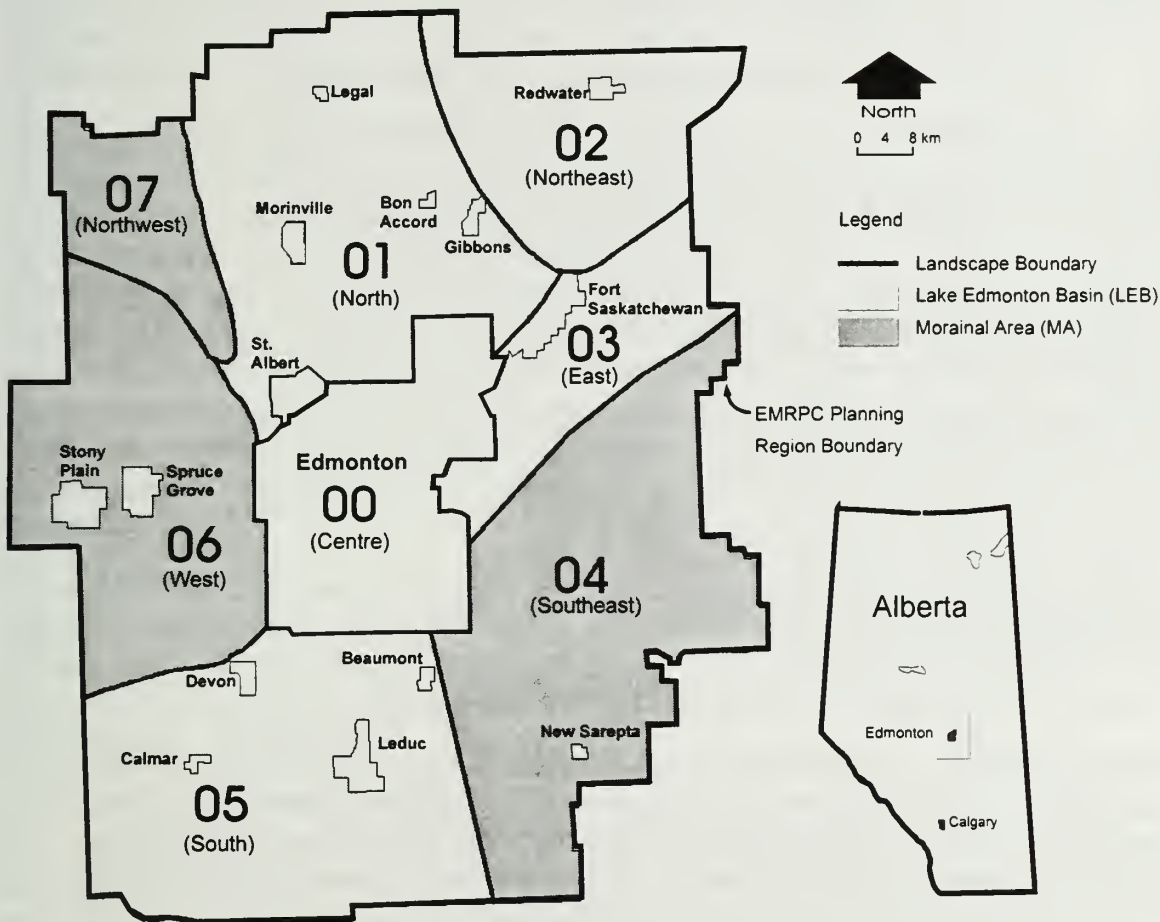 Legal
Redwater
02
(Northeast)
07
(Northwest)
Morinville
Bon
Accord
Gibbons
01
(North)
Fort
Saskatchewan
03
(East)
St.
Albert
Stony
Plain
Spruce
Grove
06
(West)
Edmonton
00
(Centre)
04
(Southeast)
Devon
Beaumont
Calmar
Leduc
New Sarepta
05
(South)
North
0 4 8 km
Legend
Landscape Boundary
Lake Edmonton Basin (LEB)
Morainal Area (MA)
EMRPC Planning
Region Boundary
Alberta
Edmonton
Calgary